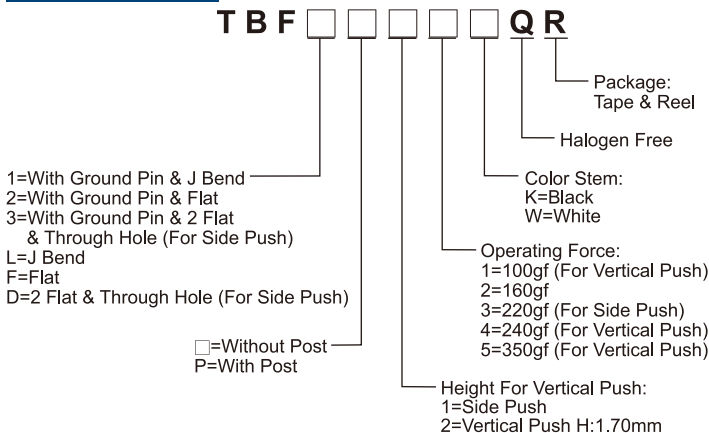 TBF□□□□□QR
Package:
Tape & Reel
Halogen Free
Color Stem:
K=Black
W=White
Operating Force:
1=100gf (For Vertical Push)
2=160gf
3=220gf (For Side Push)
4=240gf (For Vertical Push)
5=350gf (For Vertical Push)
Height For Vertical Push:
1=Side Push
2=Vertical Push H:1.70mm
1=With Ground Pin & J Bend
2=With Ground Pin & Flat
3=With Ground Pin & 2 Flat
& Through Hole (For Side Push)
L=J Bend
F=Flat
D=2 Flat & Through Hole (For Side Push)
□=Without Post
P=With Post